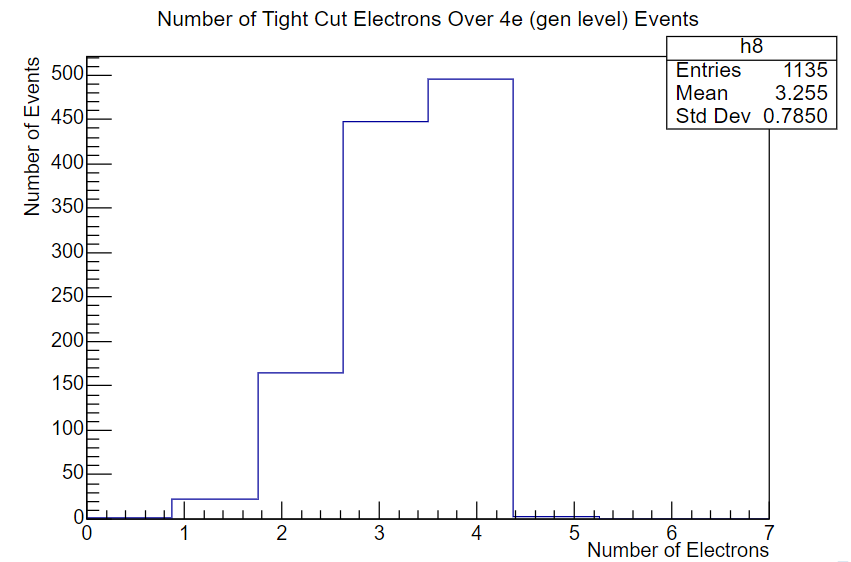 Number of Tight Cut Electrons Over 4e (gen level) Events
h8
Entries 1135
Mean 3.255
Std Dev 0.7850
Number of Events
500
450
400
350
300
250
200
150
100
50
0
0 1 2 3 4 5 6 7
Number of Electrons